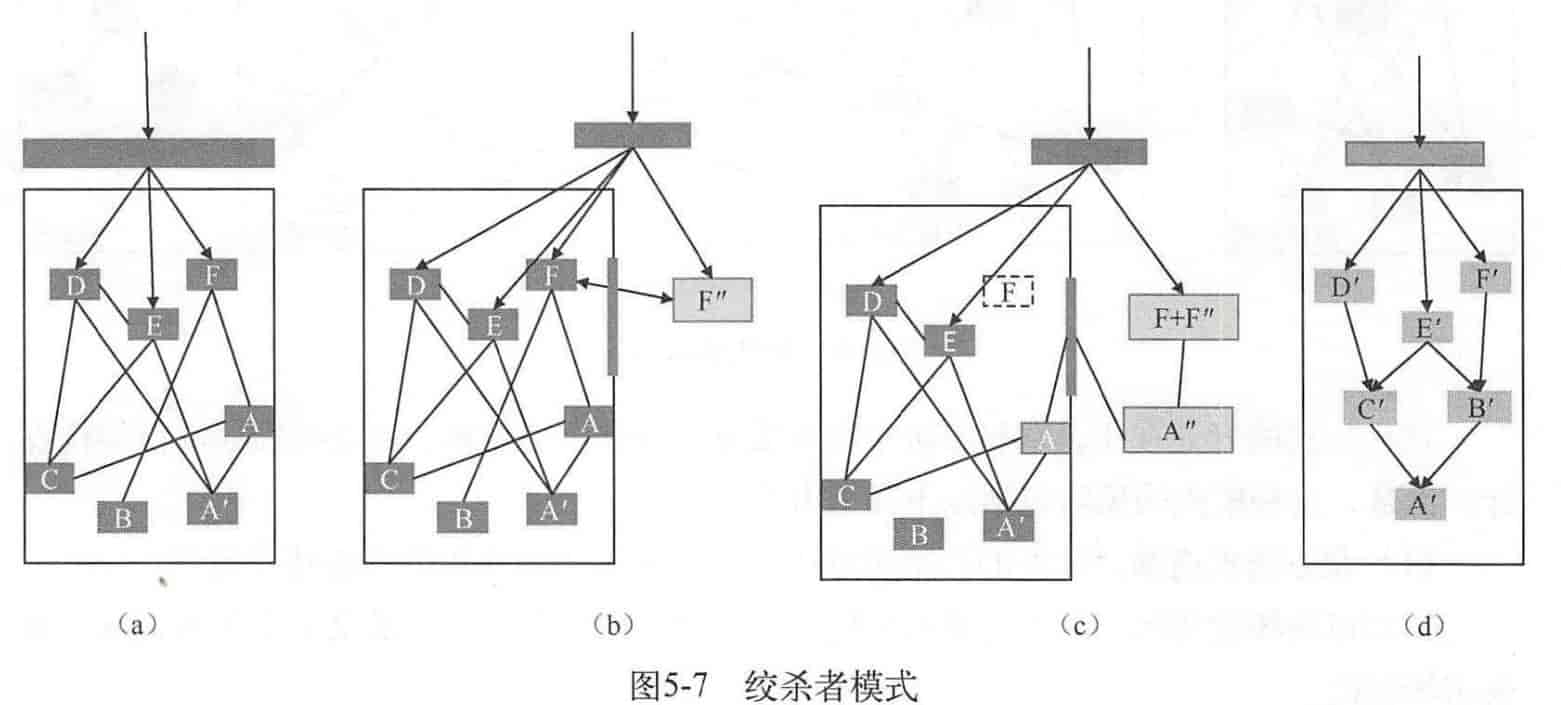 D
F
E
A
C
B
A′
(a)
D
F
E
F″
A
C
B
A′
(b)
D
F
E
F+F″
A
A″
C
B
A′
(c)
D′
F′
E′
C′
B′
A′
(d)
图5-7 绞杀者模式